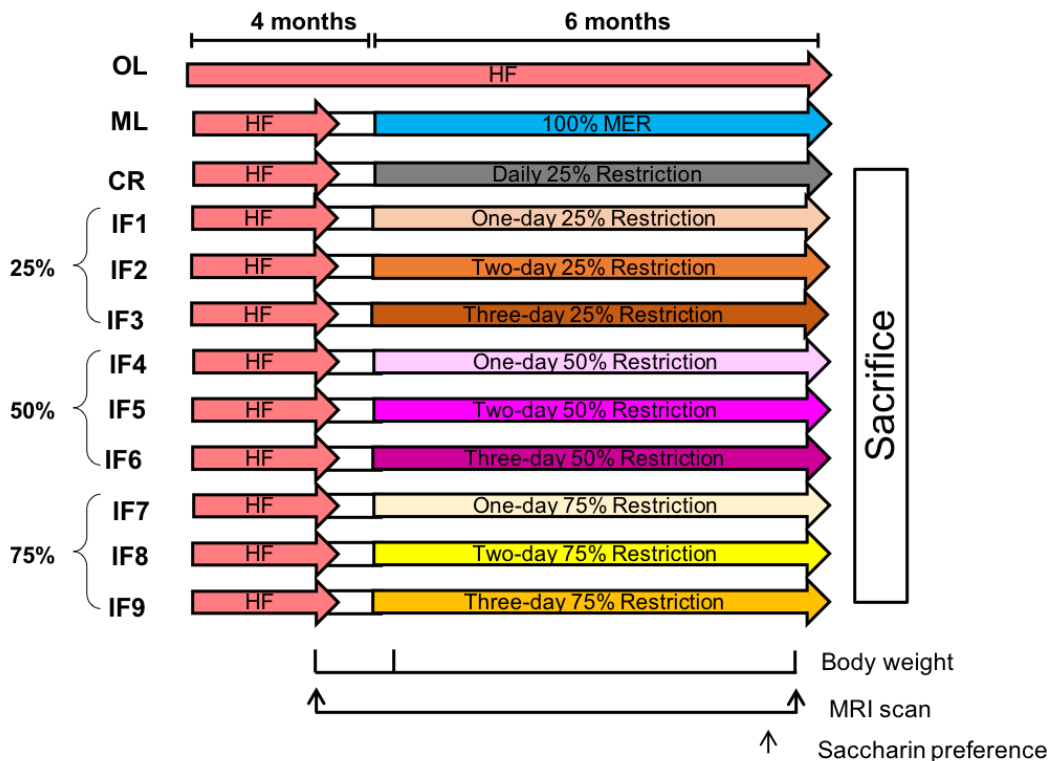 4 months 6 months
OL HF
ML HF 100% MER
CR HF Daily 25% Restriction
IF1 HF One-day 25% Restriction
25% IF2 HF Two-day 25% Restriction
IF3 HF Three-day 25% Restriction
IF4 HF One-day 50% Restriction
50% IF5 HF Two-day 50% Restriction
IF6 HF Three-day 50% Restriction
IF7 HF One-day 75% Restriction
75% IF8 HF Two-day 75% Restriction
IF9 HF Three-day 75% Restriction
Sacrifice
Body weight
MRI scan
Saccharin preference